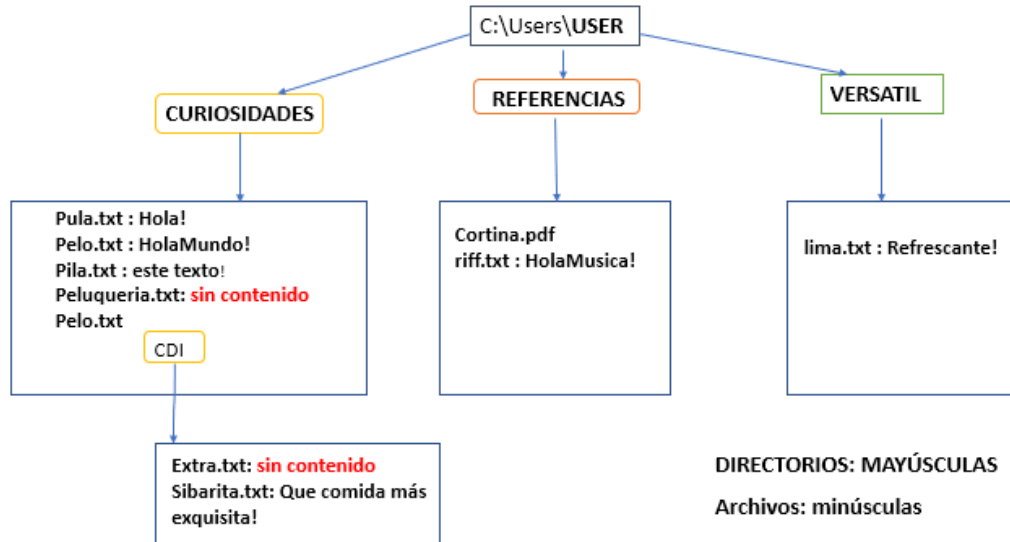 C:\Users\USER
CURIOSIDADES
REFERENCIAS
VERSATIL
Pula.txt : Hola!
Pelo.txt : HolaMundo!
Pila.txt : este texto!
Peluqueria.txt: sin contenido
Pelo.txt
CDI
Cortina.pdf
riff.txt : HolaMusica!
lima.txt : Refrescante!
Extra.txt: sin contenido
Sibarita.txt: Que comida más
exquisita!
DIRECTORIOS: MAYÚSCULAS
Archivos: minúsculas